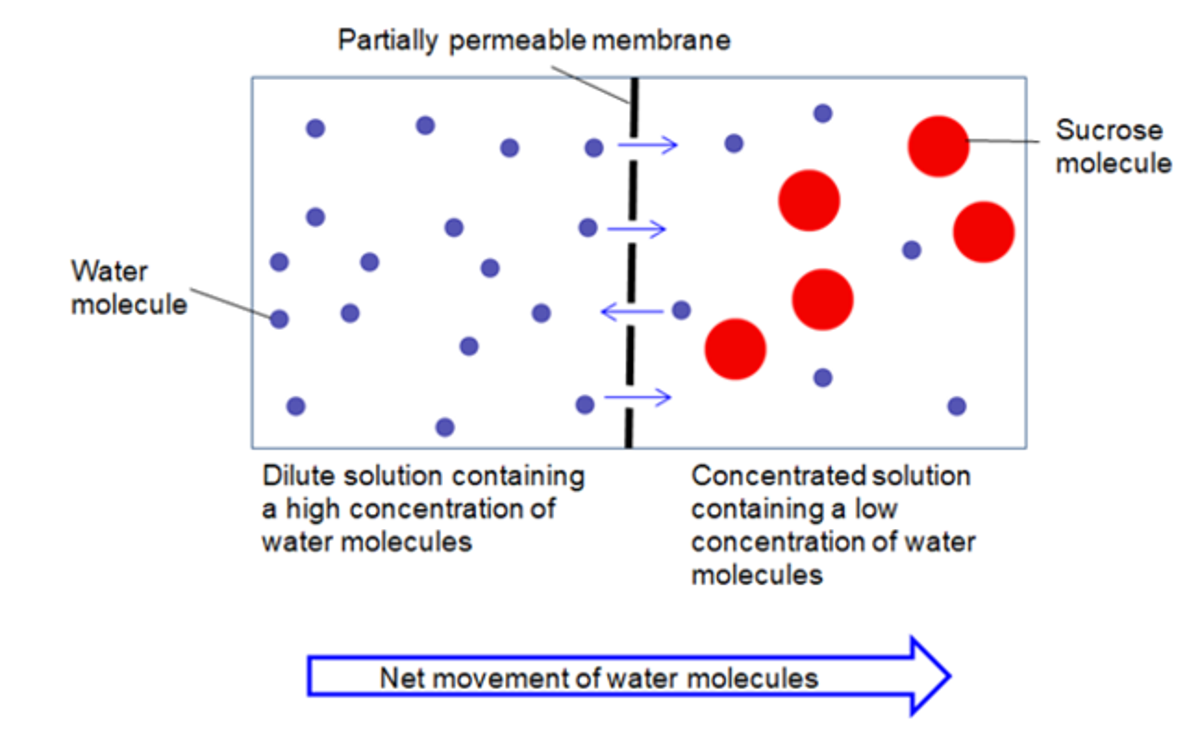 Partially permeable membrane
Sucrose
molecule
Water
molecule
Dilute solution containing
a high concentration of
water molecules
Concentrated solution
containing a low
concentration of water
molecules
Net movement of water molecules